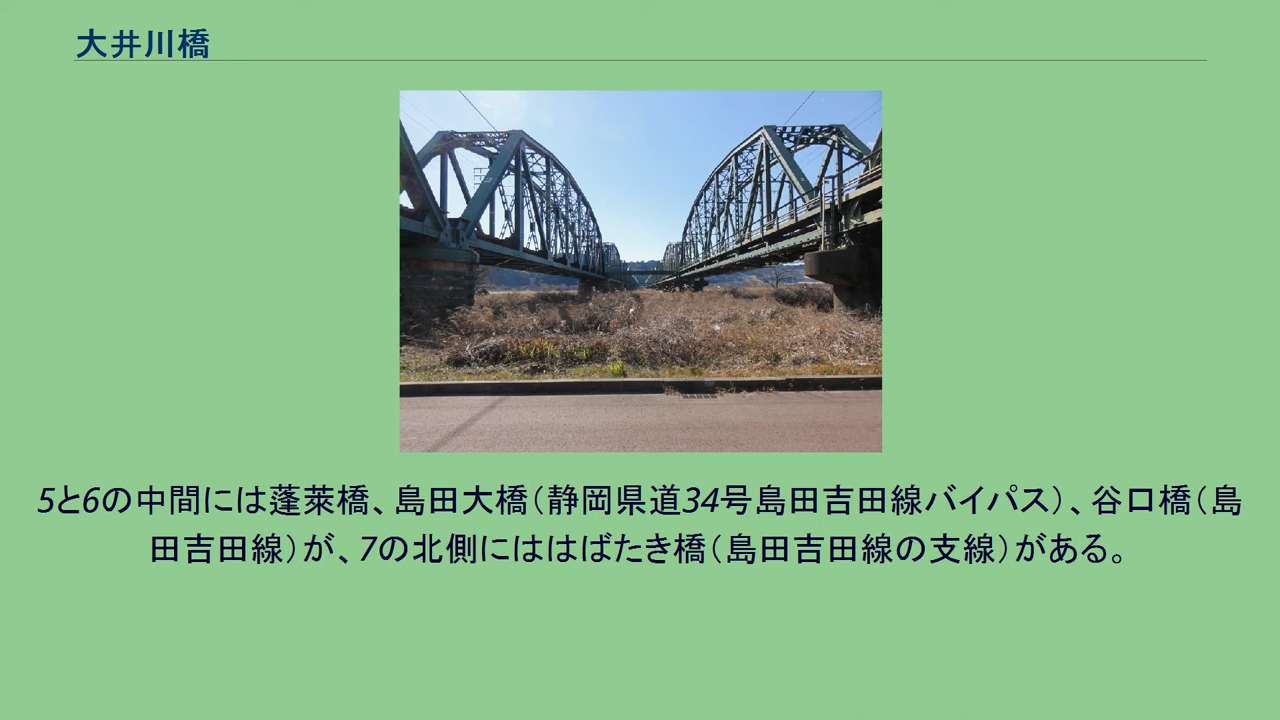 大井川橋
5と6の中間には蓬萊橋、島田大橋（静岡県道34号島田吉田線バイパス）、谷口橋（島
田吉田線）が、7の北側にははばたき橋（島田吉田線の支線）がある。